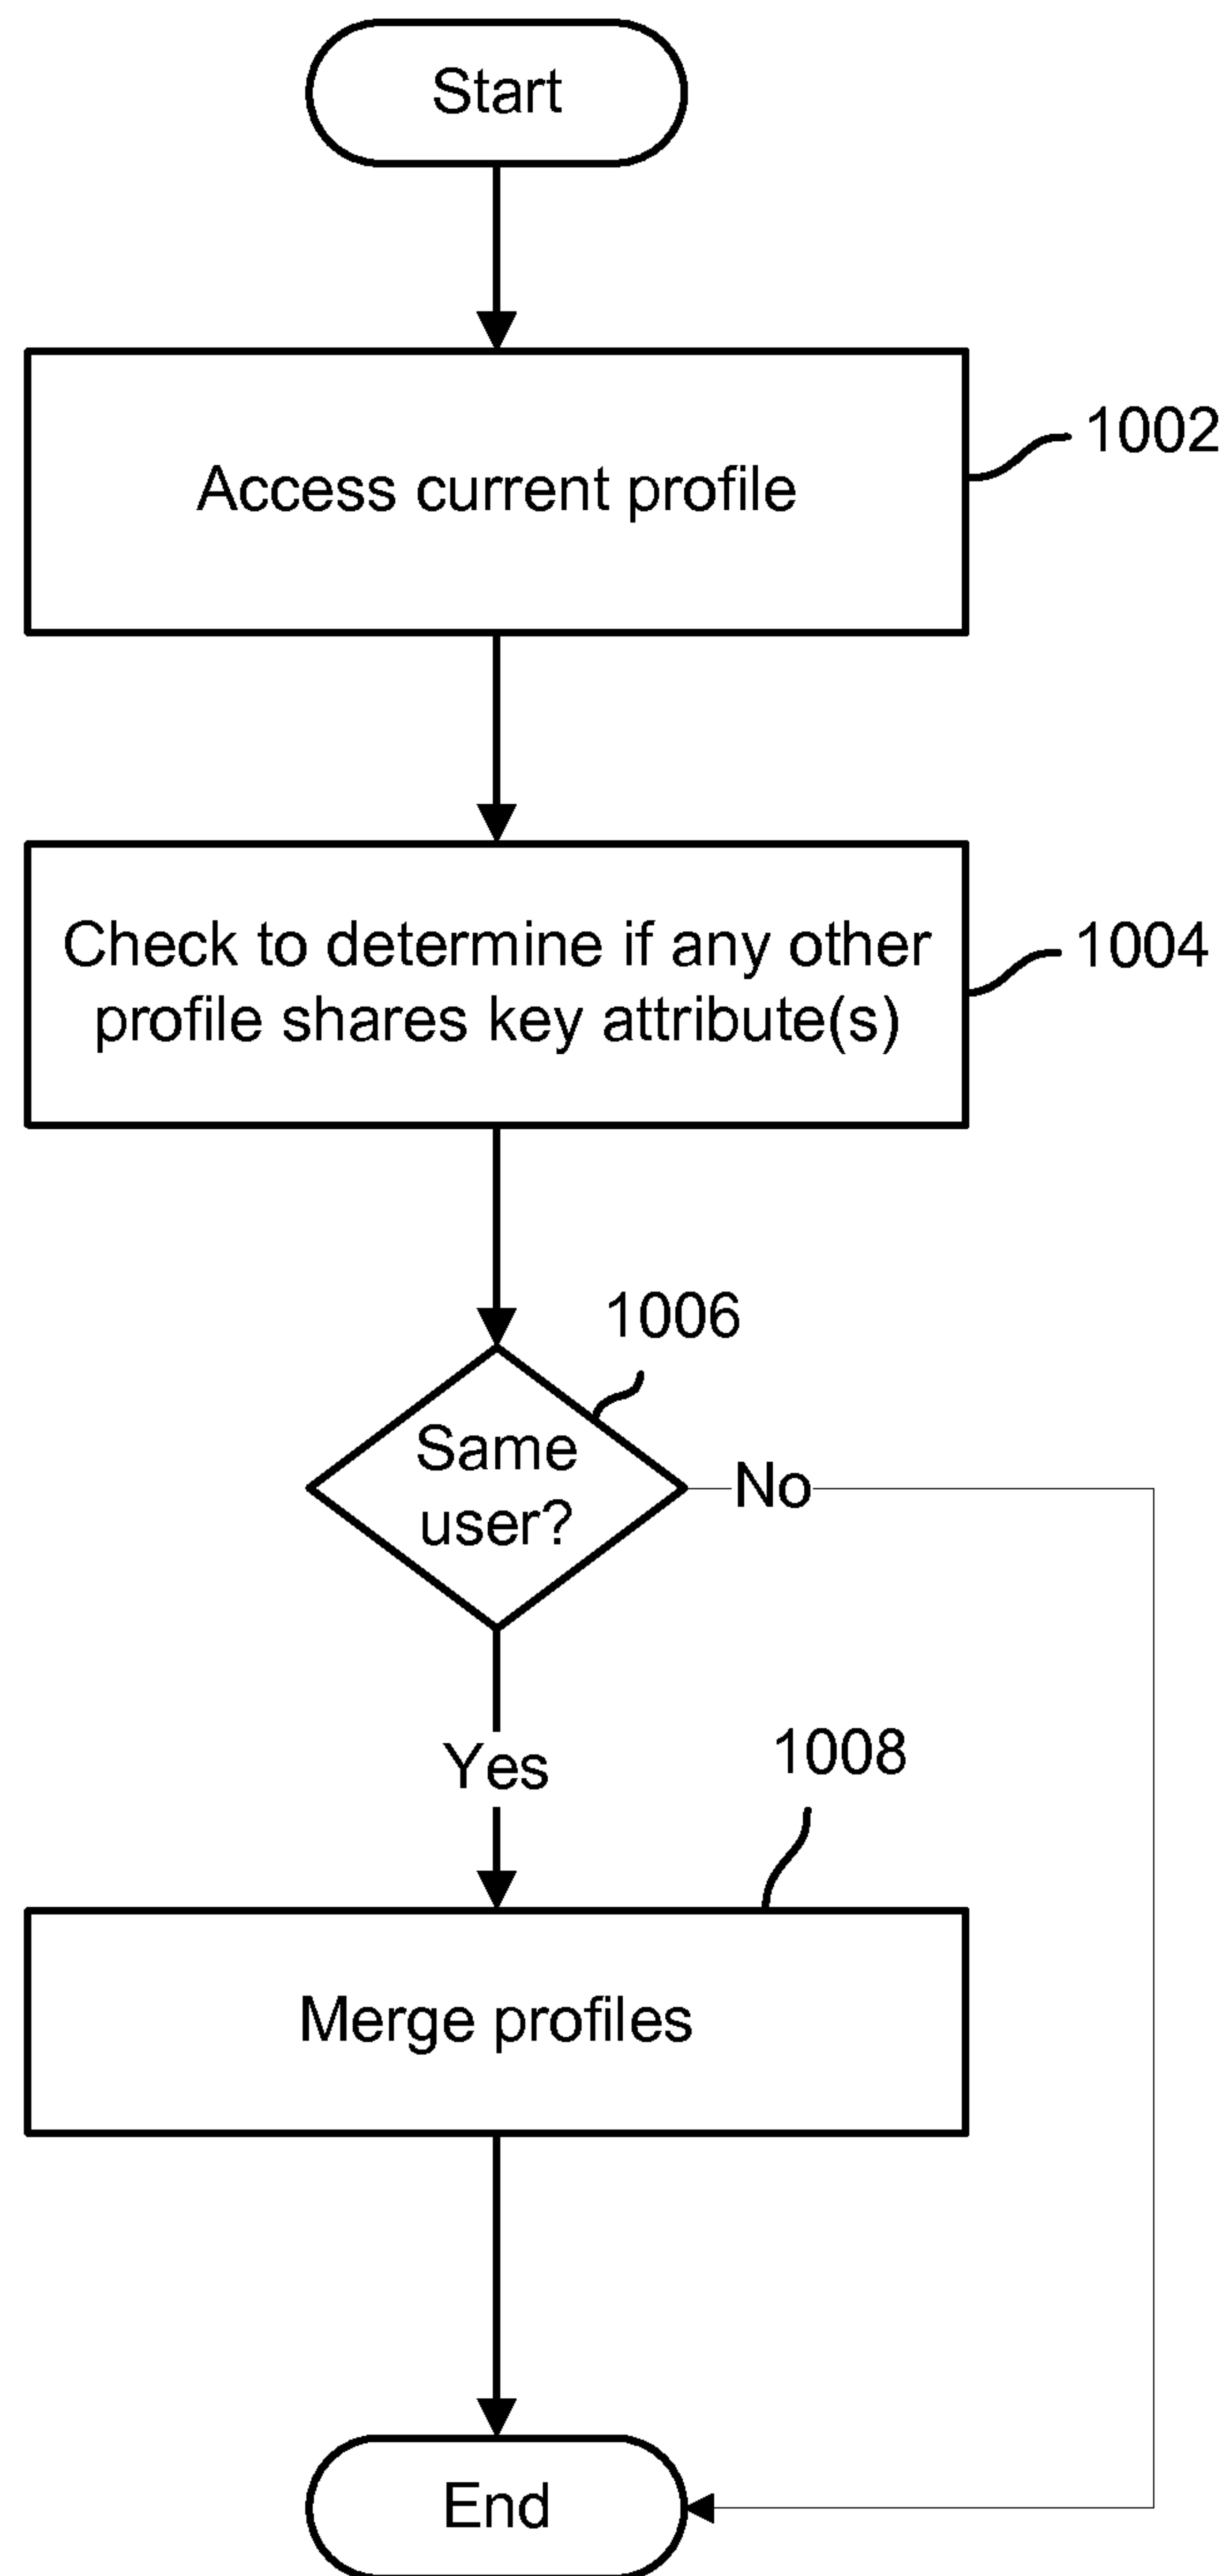 Start
Access current profile
1002
Check to determine if any other
profile shares key attribute(s)
1004
1006
Same
user?
No
Yes
1008
Merge profiles
End